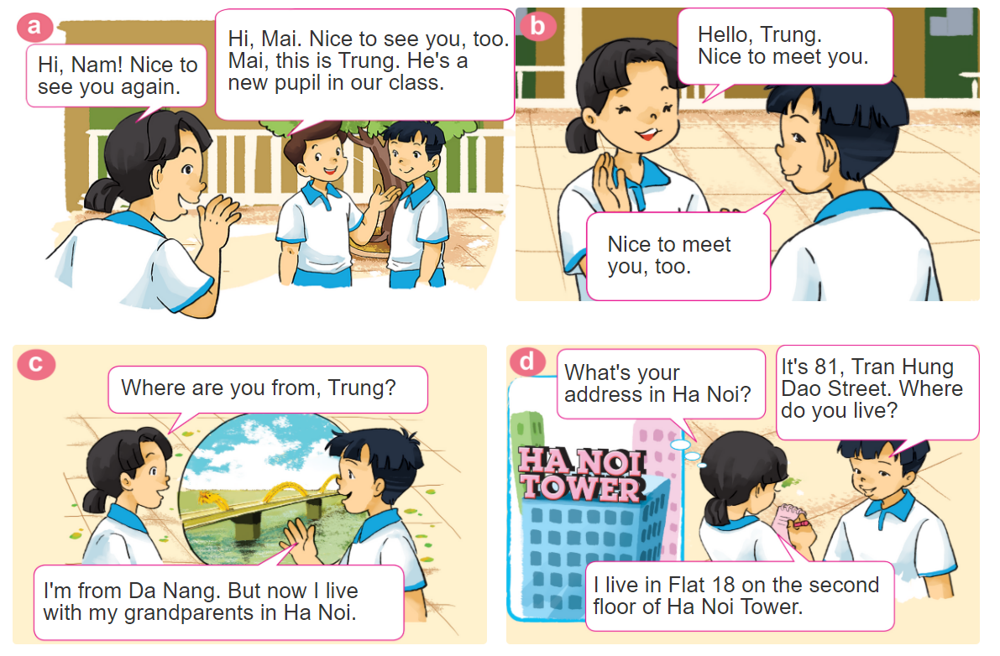 a
Hi, Nam! Nice to
see you again.
Hi, Mai. Nice to see you, too.
Mai, this is Trung. He's a
new pupil in our class.
b
Hello, Trung.
Nice to meet you.
Nice to meet
you, too.
c
Where are you from, Trung?
I'm from Da Nang. But now I live
with my grandparents in Ha Noi.
d
What's your
address in Ha Noi?
It's 81, Tran Hung
Dao Street. Where
do you live?
HA NOI
TOWER
I live in Flat 18 on the second
floor of Ha Noi Tower.